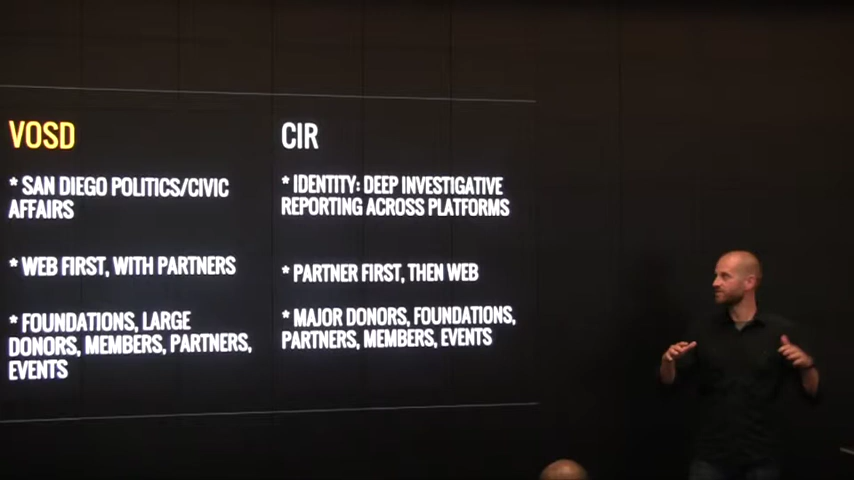 VOSD
* SAN DIEGO POLITICS/CIVIC
AFFAIRS
* WEB FIRST, WITH PARTNERS
* FOUNDATIONS, LARGE
DONORS, MEMBERS, PARTNERS,
EVENTS
CIR
* IDENTITY: DEEP INVESTIGATIVE
REPORTING ACROSS PLATFORMS
* PARTNER FIRST, THEN WEB
* MAJOR DONORS, FOUNDATIONS,
PARTNERS, MEMBERS, EVENTS